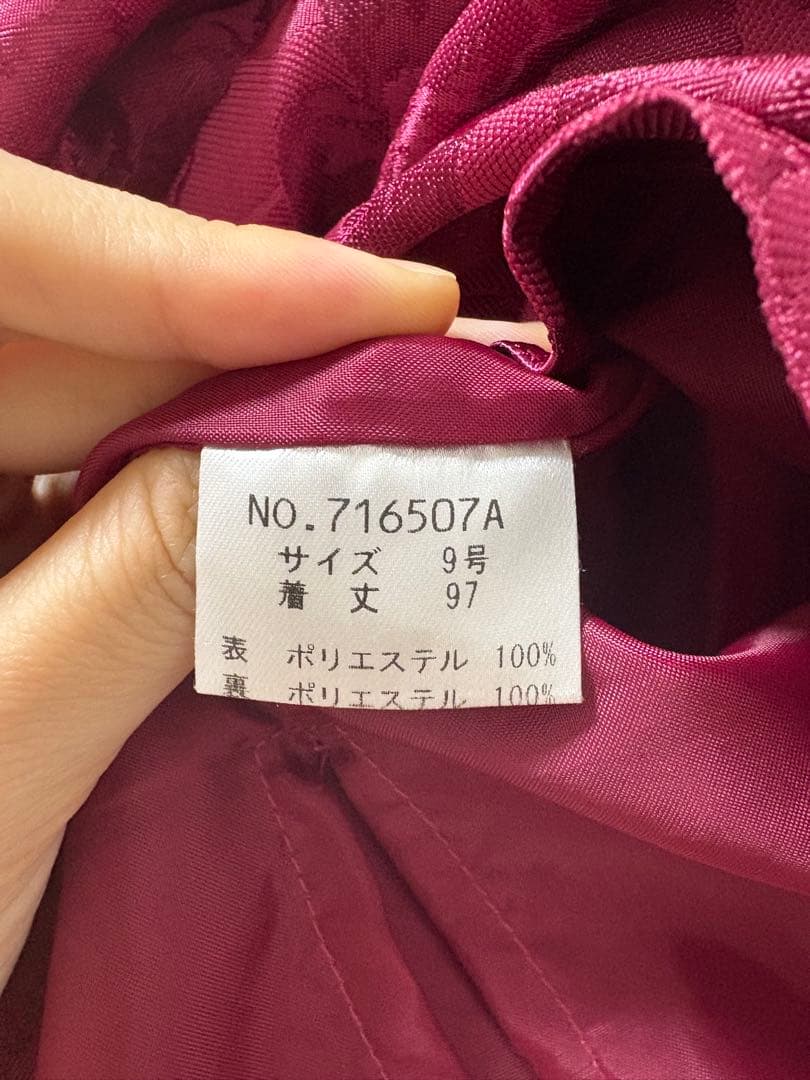 NO.716507A
サイズ 9号
着丈 97
表 ポリエステル 100%
裏 ポリエステル 100%